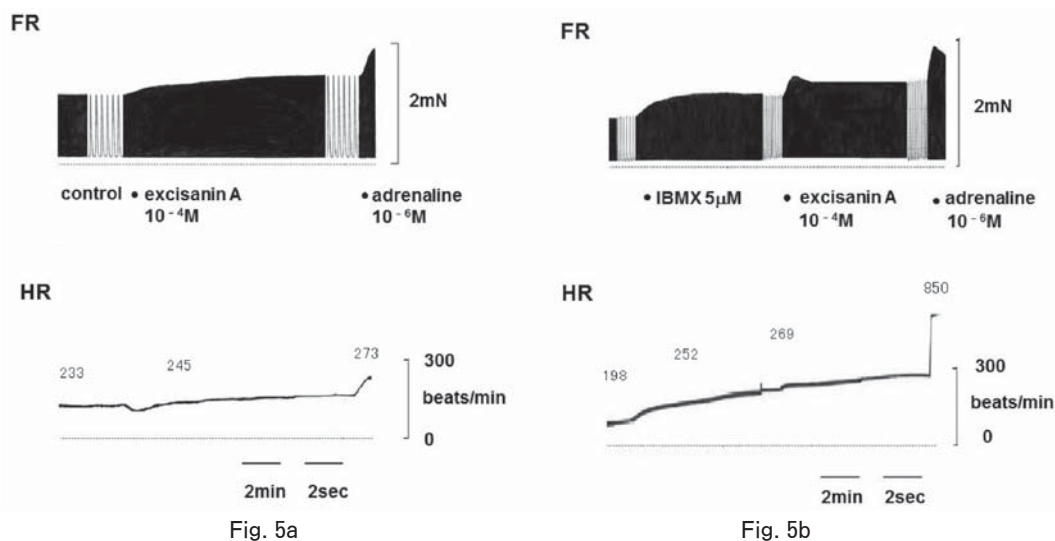 FR
2mN
control • excisanin A
10⁻⁴M
• adrenaline
10⁻⁶M
HR
233
245
273
300
beats/min
0
2min
2sec
Fig. 5a
FR
2mN
• IBMX 5µM
• excisanin A
10⁻⁴M
• adrenaline
10⁻⁶M
HR
198
252
269
850
300
beats/min
0
2min
2sec
Fig. 5b